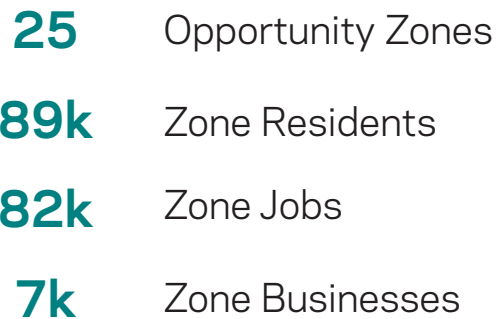 25 Opportunity Zones
89k Zone Residents
82k Zone Jobs
7k Zone Businesses